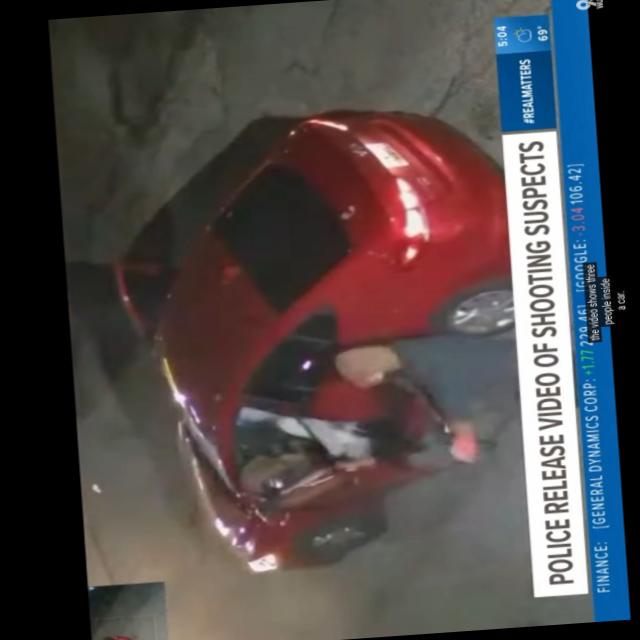 5:04
69°
#REALMATTERS
POLICE RELEASE VIDEO OF SHOOTING SUSPECTS
FINANCE: [GENERAL DYNAMICS CORP: +1.77 229.46] [GOOGLE: -3.04 106.42]
the video shows three
people inside
a car.